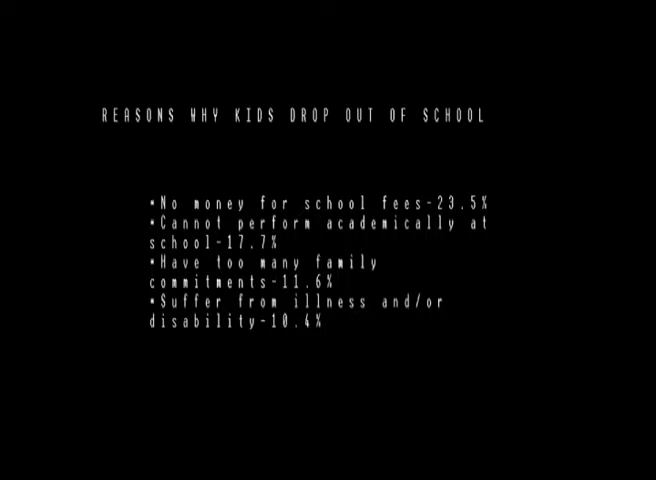 REASONS WHY KIDS DROP OUT OF SCHOOL
*No money for school fees-23.5%
*Cannot perform academically at
school-17.7%
*Have too many family
commitments-11.6%
*Suffer from illness and/or
disability-10.4%